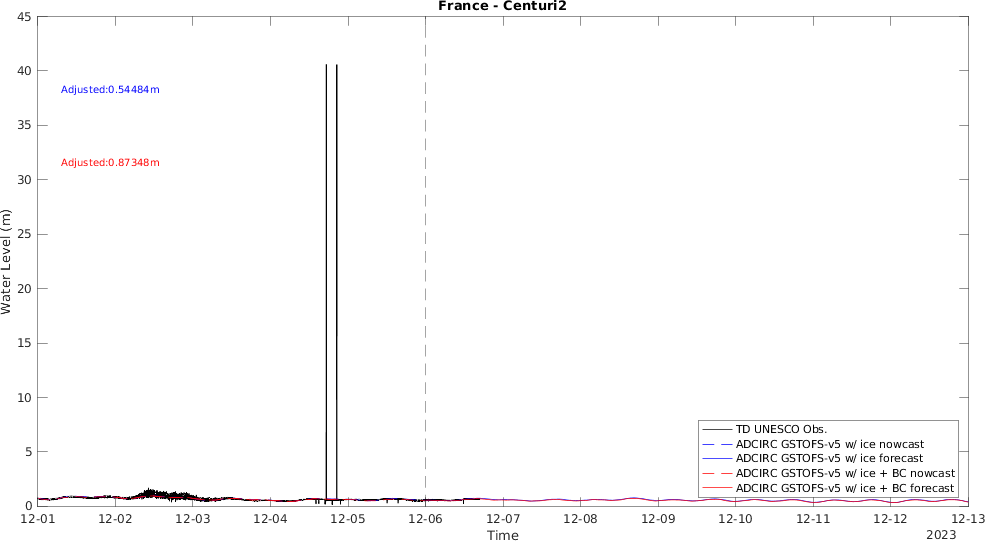 France - Centuri2
45
40
35
30
25
20
15
10
5
0
Water Level (m)
Adjusted:0.54484m
Adjusted:0.87348m
TD UNESCO Obs.
ADCIRC GSTOFS-v5 w/ ice nowcast
ADCIRC GSTOFS-v5 w/ ice forecast
ADCIRC GSTOFS-v5 w/ ice + BC nowcast
ADCIRC GSTOFS-v5 w/ ice + BC forecast
12-01 12-02 12-03 12-04 12-05 12-06 12-07 12-08 12-09 12-10 12-11 12-12 12-13
Time
2023